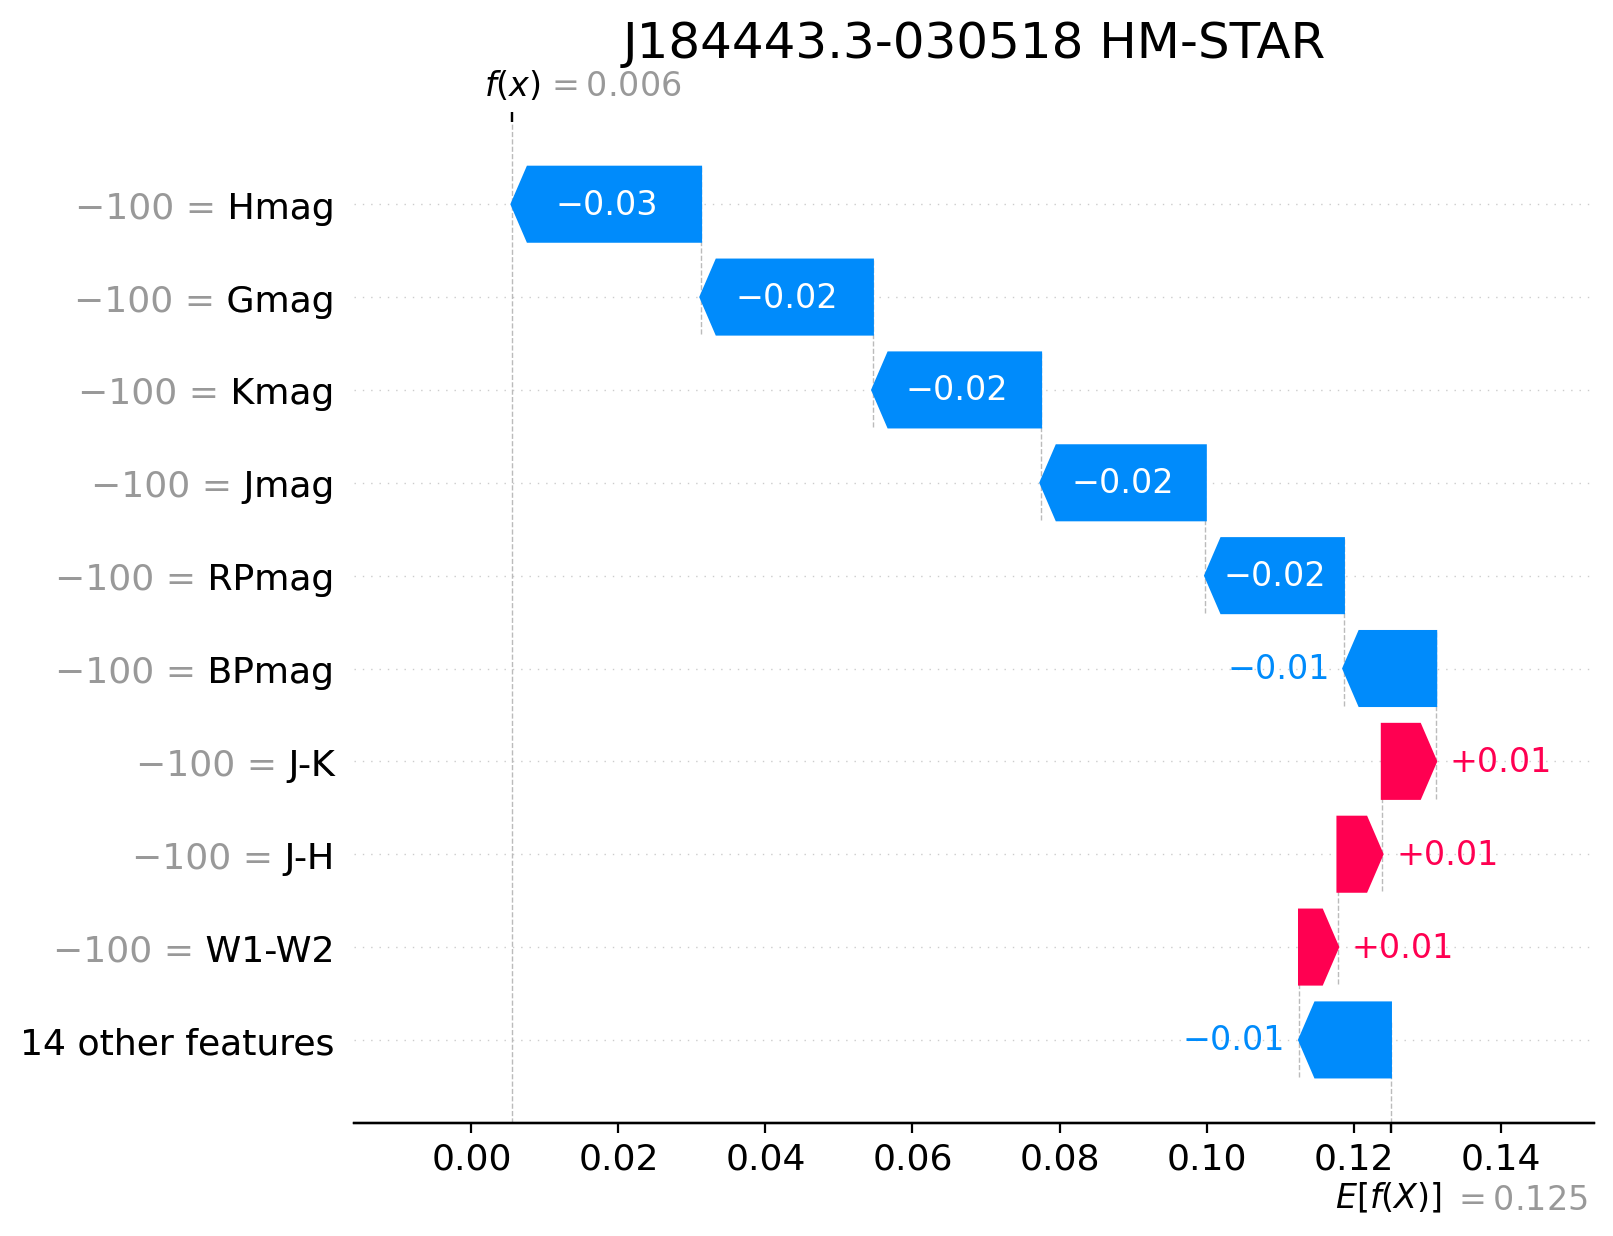 J184443.3-030518 HM-STAR
f(x) = 0.006
−100 = Hmag −0.03
−100 = Gmag −0.02
−100 = Kmag −0.02
−100 = Jmag −0.02
−100 = RPmag −0.02
−100 = BPmag −0.01
−100 = J-K +0.01
−100 = J-H +0.01
−100 = W1-W2 +0.01
14 other features −0.01
0.00 0.02 0.04 0.06 0.08 0.10 0.12 0.14
E[f(X)] = 0.125